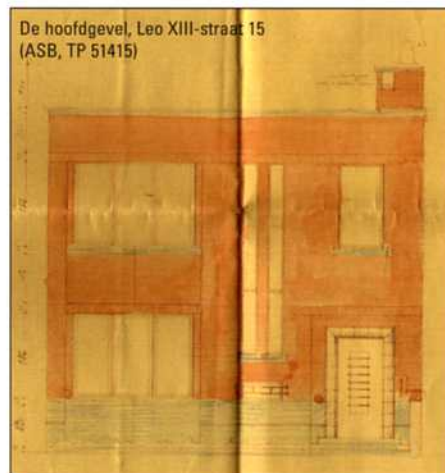 De hoofdgevel, Leo XIII-straat 15
(ASB, TP 51415)